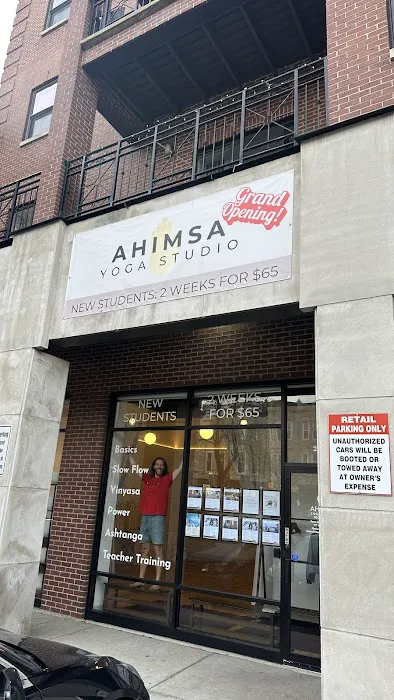 Grand
Opening!
AHIMSA
YOGA STUDIO
NEW STUDENTS: 2 WEEKS FOR $65
NEW
STUDENTS
2 WEEKS
FOR $65
Basics
Slow Flow
Vinyasa
Power
Ashtanga
Teacher Training
RETAIL
PARKING ONLY
UNAUTHORIZED
CARS WILL BE
BOOTED OR
TOWED AWAY
AT OWNER'S
EXPENSE